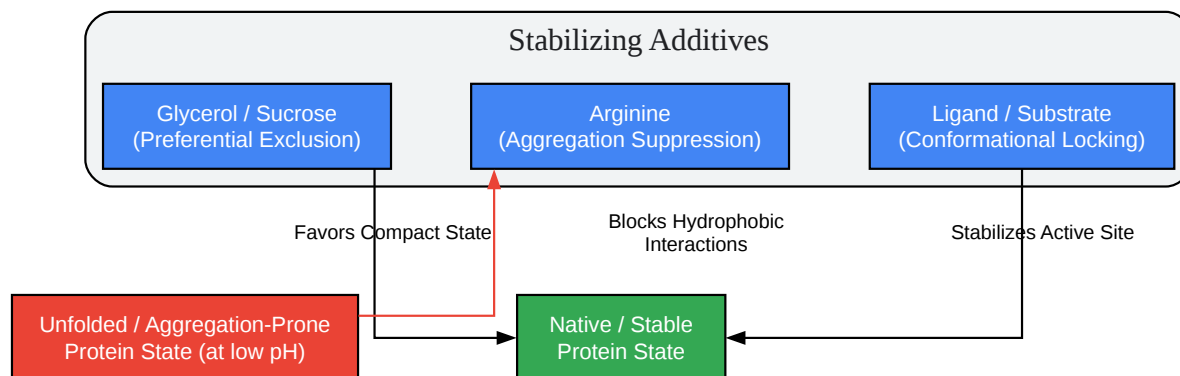 Stabilizing Additives
Glycerol / Sucrose
(Preferential Exclusion)
Arginine
(Aggregation Suppression)
Ligand / Substrate
(Conformational Locking)
Favors Compact State
Blocks Hydrophobic
Interactions
Stabilizes Active Site
Unfolded / Aggregation-Prone
Protein State (at low pH)
Native / Stable
Protein State